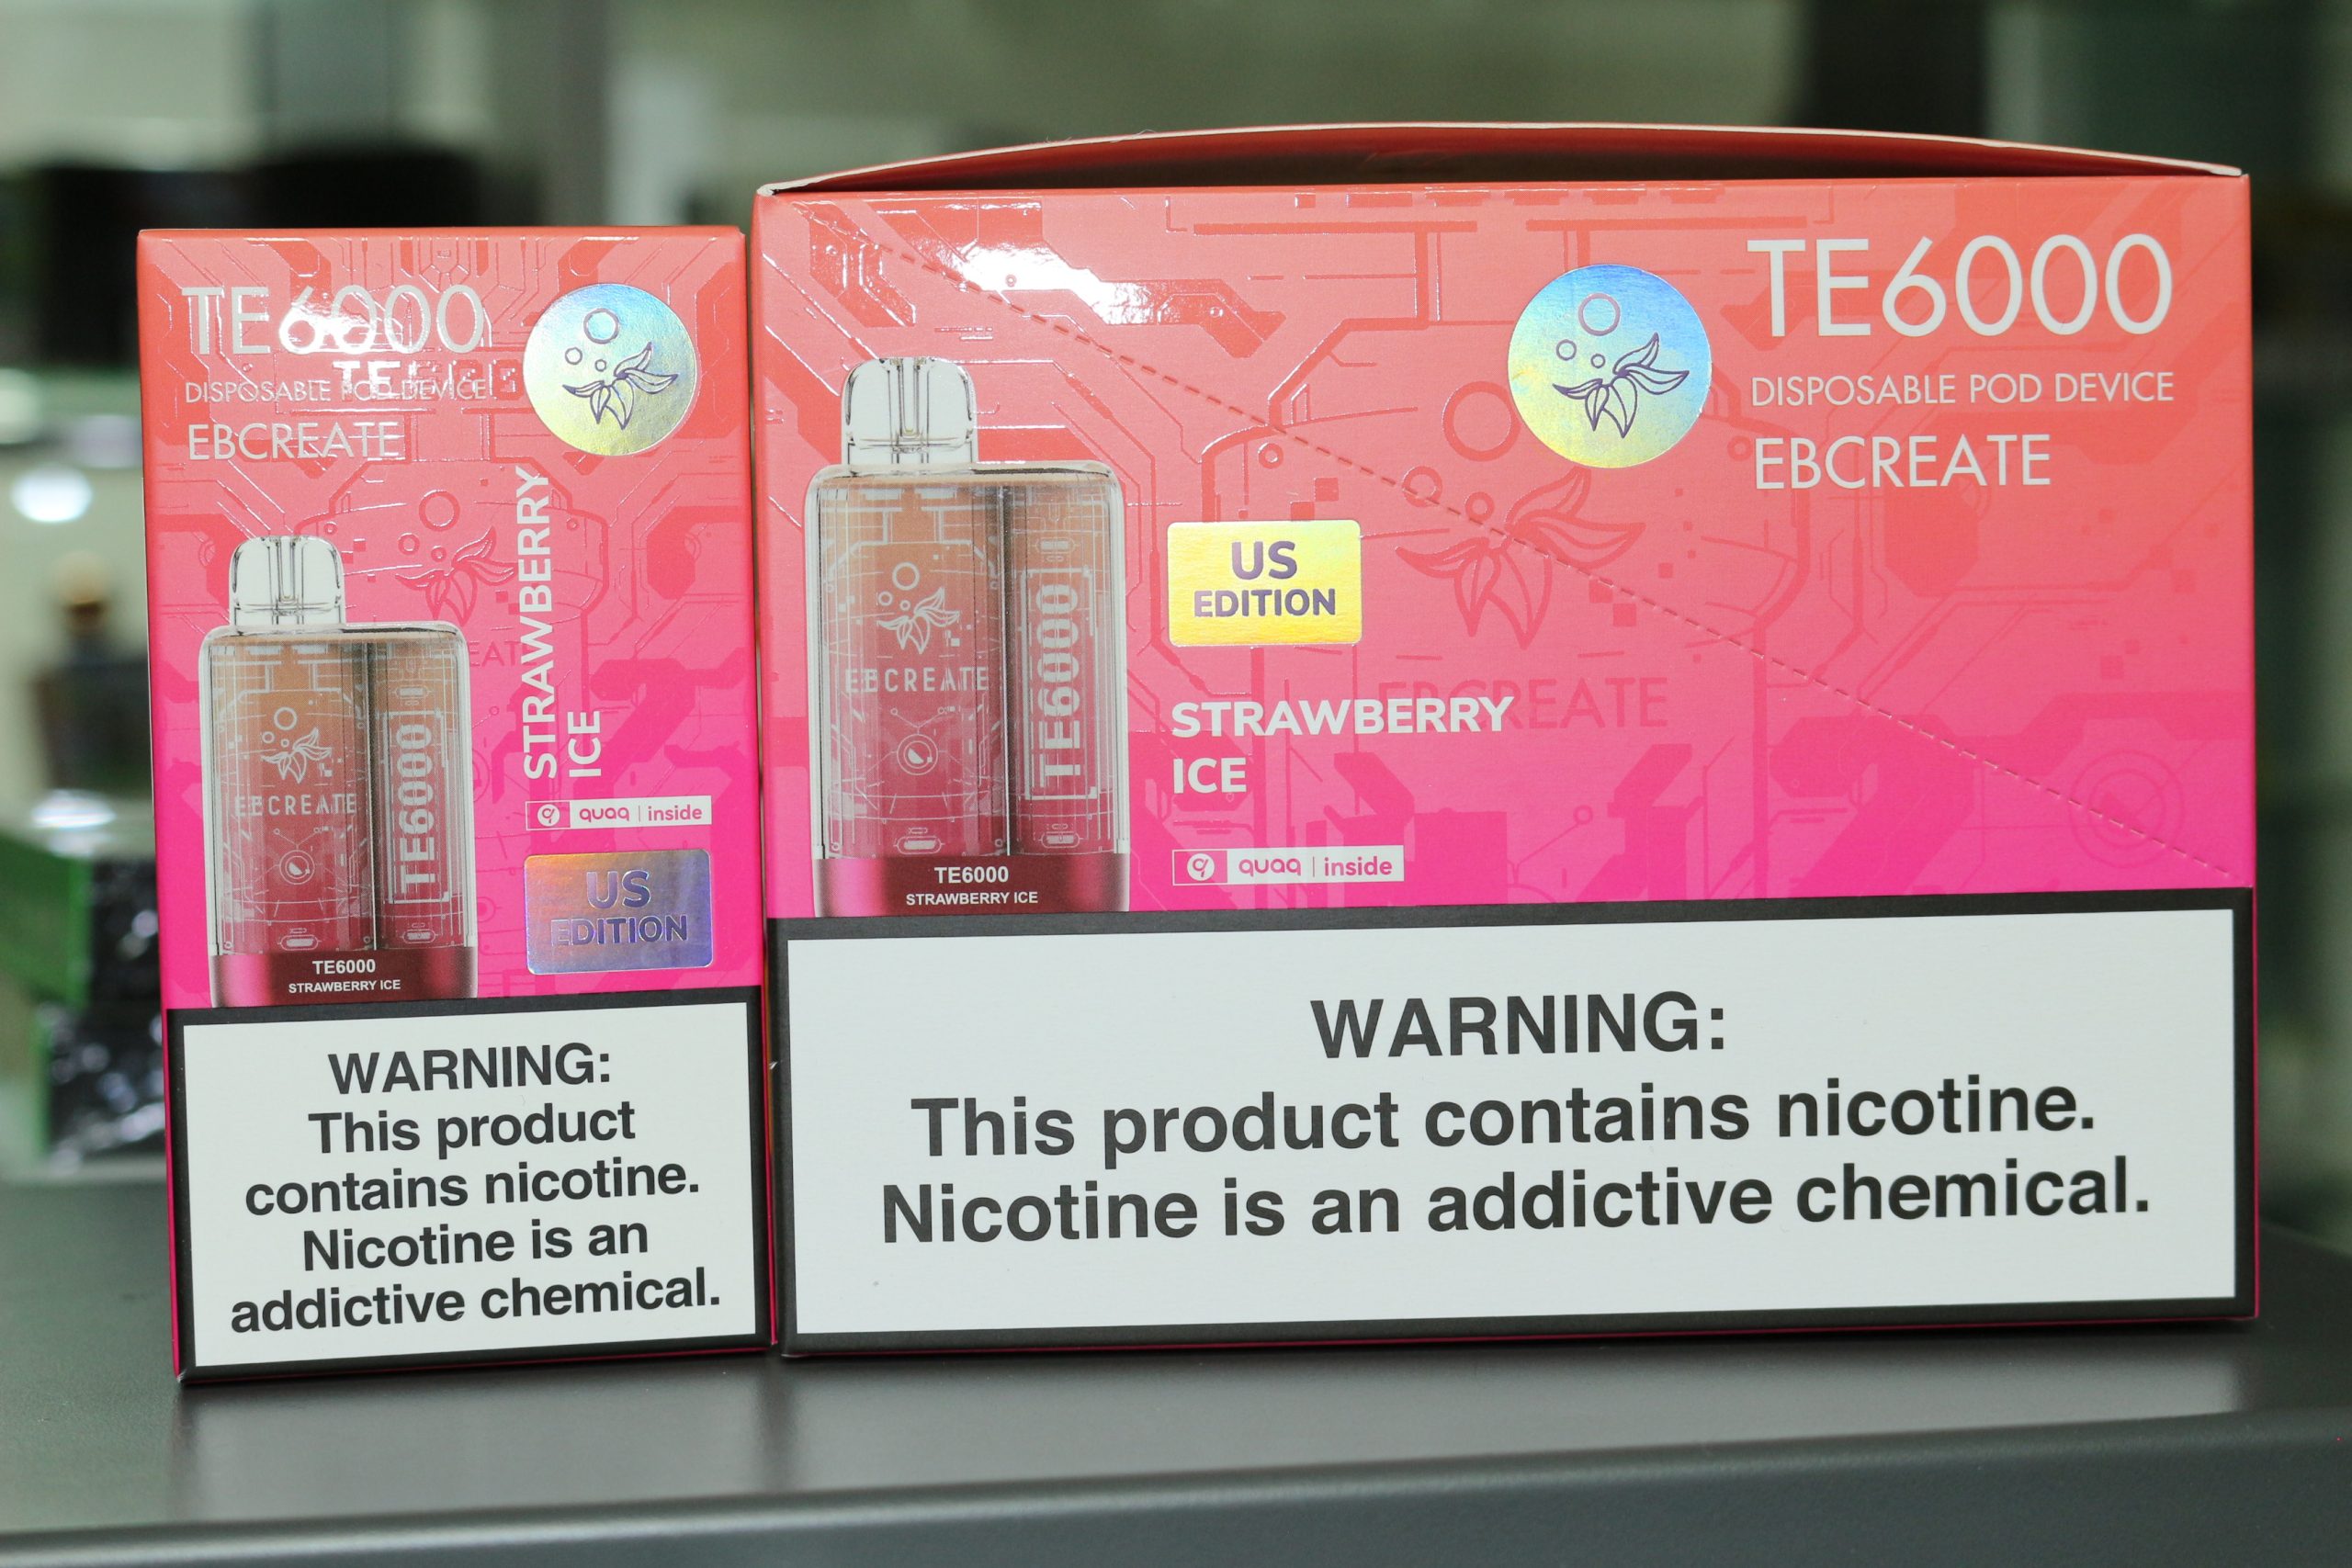 TE6000
DISPOSABLE POD DEVICE
EBCREATE
STRAWBERRY
ICE
EBCREATE
TE6000
quaq | inside
US
EDITION
TE6000
STRAWBERRY ICE
WARNING:
This product
contains nicotine.
Nicotine is an
addictive chemical.
TE6000
DISPOSABLE POD DEVICE
EBCREATE
US
EDITION
EBCREATE
TE6000
EBCREATE
STRAWBERRY
ICE
quaq | inside
TE6000
STRAWBERRY ICE
WARNING:
This product contains nicotine.
Nicotine is an addictive chemical.